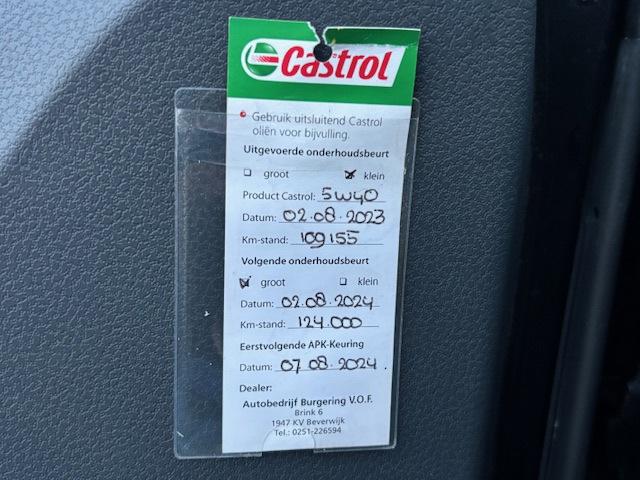 Castrol
Gebruik uitsluitend Castrol
oliën voor bijvulling.
Uitgevoerde onderhoudsbeurt
groot klein
Product Castrol: 5W40
Datum: 02.08.2023
Km-stand: 109155
Volgende onderhoudsbeurt
groot klein
Datum: 02.08.2024
Km-stand: 124.000
Eerstvolgende APK-Keuring
Datum: 07.08.2024.
Dealer:
Autobedrijf Burgering V.O.F.
Brink 6
1947 KV Beverwijk
Tel.: 0251-226594